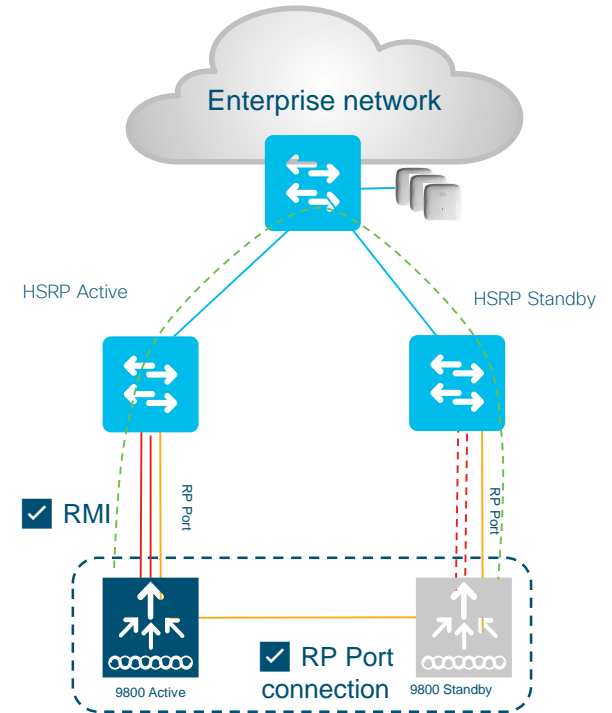 Enterprise network
HSRP Active
HSRP Standby
RP Port
RP Port
RMI
RP Port
connection
9800 Active
9800 Standby